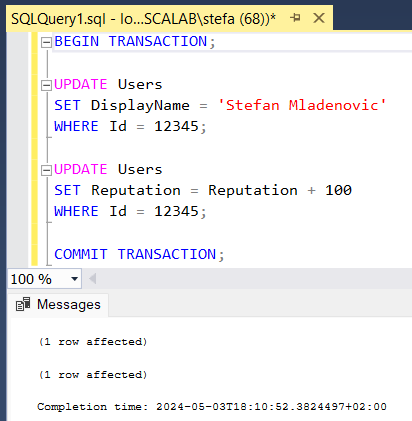 SQLQuery1.sql - lo...SCALAB\stefa (68))*
BEGIN TRANSACTION;
UPDATE Users
SET DisplayName = 'Stefan Mladenovic'
WHERE Id = 12345;
UPDATE Users
SET Reputation = Reputation + 100
WHERE Id = 12345;
COMMIT TRANSACTION;
100 %
Messages
(1 row affected)
(1 row affected)
Completion time: 2024-05-03T18:10:52.3824497+02:00